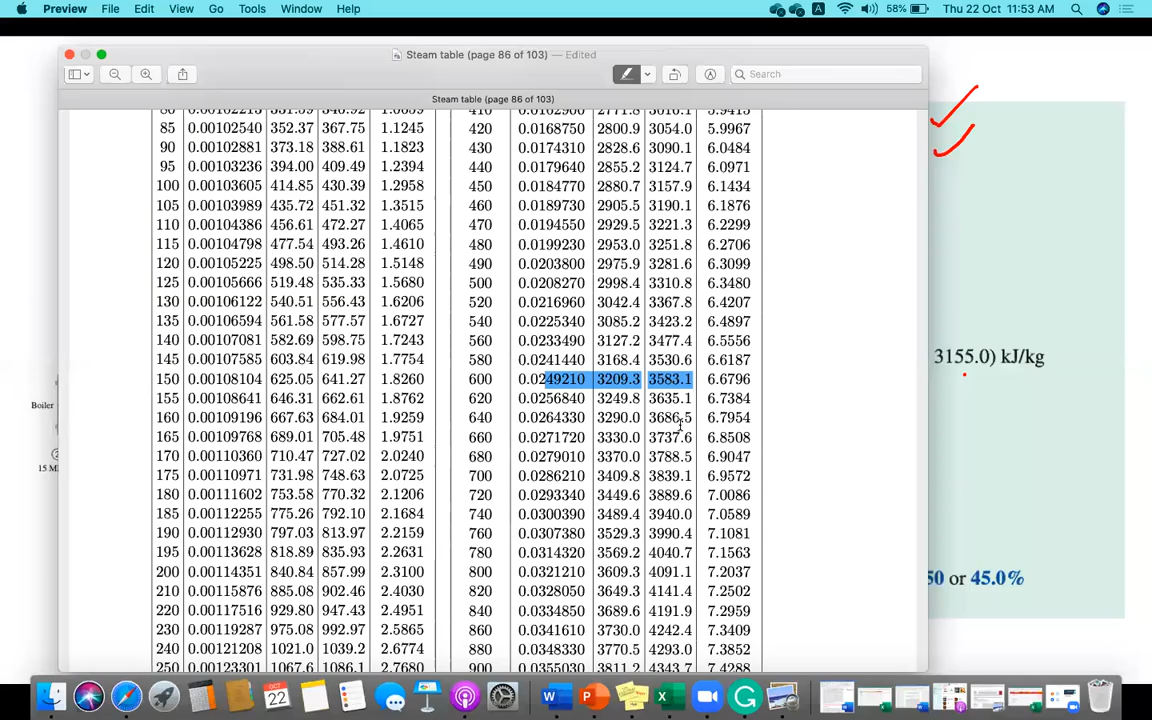 Preview File Edit View Go Tools Window Help 58% Thu 22 Oct 11:53 AM
Steam table (page 86 of 103) — Edited
Search
Steam table (page 86 of 103)
85 0.00102540 352.37 367.75 1.1245 420 0.0168750 2800.9 3054.0 5.9967
90 0.00102881 373.18 388.61 1.1823 430 0.0174310 2828.6 3090.1 6.0484
95 0.00103236 394.00 409.49 1.2394 440 0.0179640 2855.2 3124.7 6.0971
100 0.00103605 414.85 430.39 1.2958 450 0.0184770 2880.7 3157.9 6.1434
105 0.00103989 435.72 451.32 1.3515 460 0.0189730 2905.5 3190.1 6.1876
110 0.00104386 456.61 472.27 1.4065 470 0.0194550 2929.5 3221.3 6.2299
115 0.00104798 477.54 493.26 1.4610 480 0.0199230 2953.0 3251.8 6.2706
120 0.00105225 498.50 514.28 1.5148 490 0.0203800 2975.9 3281.6 6.3099
125 0.00105666 519.48 535.33 1.5680 500 0.0208270 2998.4 3310.8 6.3480
130 0.00106122 540.51 556.43 1.6206 520 0.0216960 3042.4 3367.8 6.4207
135 0.00106594 561.58 577.57 1.6727 540 0.0225340 3085.2 3423.2 6.4897
140 0.00107081 582.69 598.75 1.7243 560 0.0233490 3127.2 3477.4 6.5556
145 0.00107585 603.84 619.98 1.7754 580 0.0241440 3168.4 3530.6 6.6187
150 0.00108104 625.05 641.27 1.8260 600 0.0249210 3209.3 3583.1 6.6796
155 0.00108641 646.31 662.61 1.8762 620 0.0256840 3249.8 3635.1 6.7384
160 0.00109196 667.63 684.01 1.9259 640 0.0264330 3290.0 3686.5 6.7954
165 0.00109768 689.01 705.48 1.9751 660 0.0271720 3330.0 3737.6 6.8508
170 0.00110360 710.47 727.02 2.0240 680 0.0279010 3370.0 3788.5 6.9047
175 0.00110971 731.98 748.63 2.0725 700 0.0286210 3409.8 3839.1 6.9572
180 0.00111602 753.58 770.32 2.1206 720 0.0293340 3449.6 3889.6 7.0086
185 0.00112255 775.26 792.10 2.1684 740 0.0300390 3489.4 3940.0 7.0589
190 0.00112930 797.03 813.97 2.2159 760 0.0307380 3529.3 3990.4 7.1081
195 0.00113628 818.89 835.93 2.2631 780 0.0314320 3569.2 4040.7 7.1563
200 0.00114351 840.84 857.99 2.3100 800 0.0321210 3609.3 4091.1 7.2037
210 0.00115876 885.08 902.46 2.4030 820 0.0328050 3649.3 4141.4 7.2502
220 0.00117516 929.80 947.43 2.4951 840 0.0334850 3689.6 4191.9 7.2959
230 0.00119287 975.08 992.97 2.5865 860 0.0341610 3730.0 4242.4 7.3409
240 0.00121208 1021.0 1039.2 2.6774 880 0.0348330 3770.5 4293.0 7.3852
250 0.00123301 1067.6 1086.1 2.7680 900 0.0355030 3811.2 4343.7 7.4288
3155.0) kJ/kg
Boiler
15 M
50 or 45.0%
22